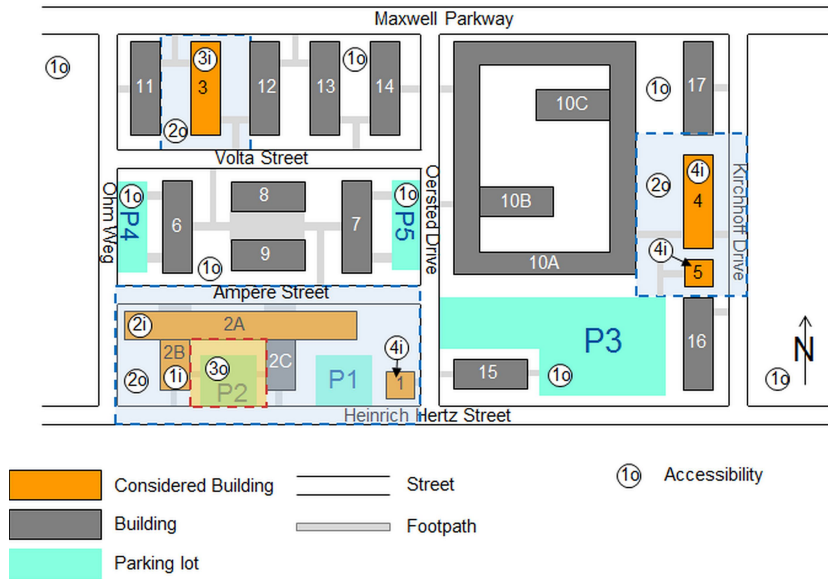 Maxwell Parkway
1o
11
3i
3
2o
12
13
1o
14
10C
1o
17
Volta Street
10B
2o
4i
4
Kirchhoff Drive
Ohm Weg
1o
P4
6
8
9
1o
7
1o
P5
Oersted Drive
10A
4i
5
Ampère Street
2i
2A
2B
2C
1i
2o
3o
P2
P1
4i
1
P3
15
1o
16
N
1o
Heinrich Hertz Street
Considered Building
Street
1o Accessibility
Building
Footpath
Parking lot